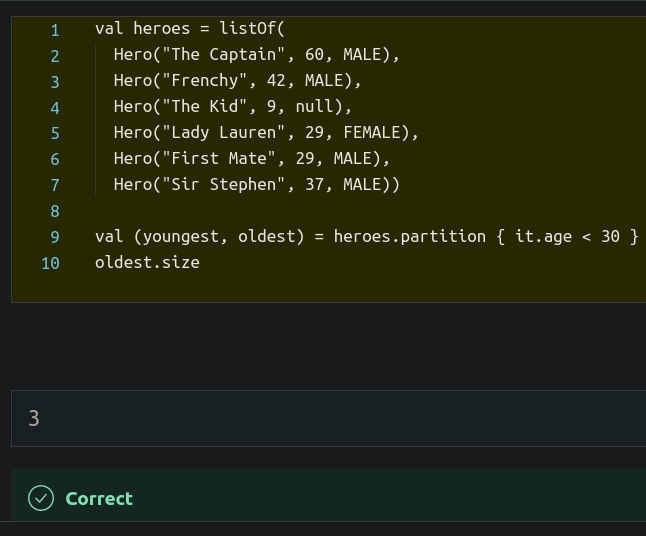 1 val heroes = listOf(
2 Hero("The Captain", 60, MALE),
3 Hero("Frenchy", 42, MALE),
4 Hero("The Kid", 9, null),
5 Hero("Lady Lauren", 29, FEMALE),
6 Hero("First Mate", 29, MALE),
7 Hero("Sir Stephen", 37, MALE))
8
9 val (youngest, oldest) = heroes.partition { it.age < 30 }
10 oldest.size
3
Correct